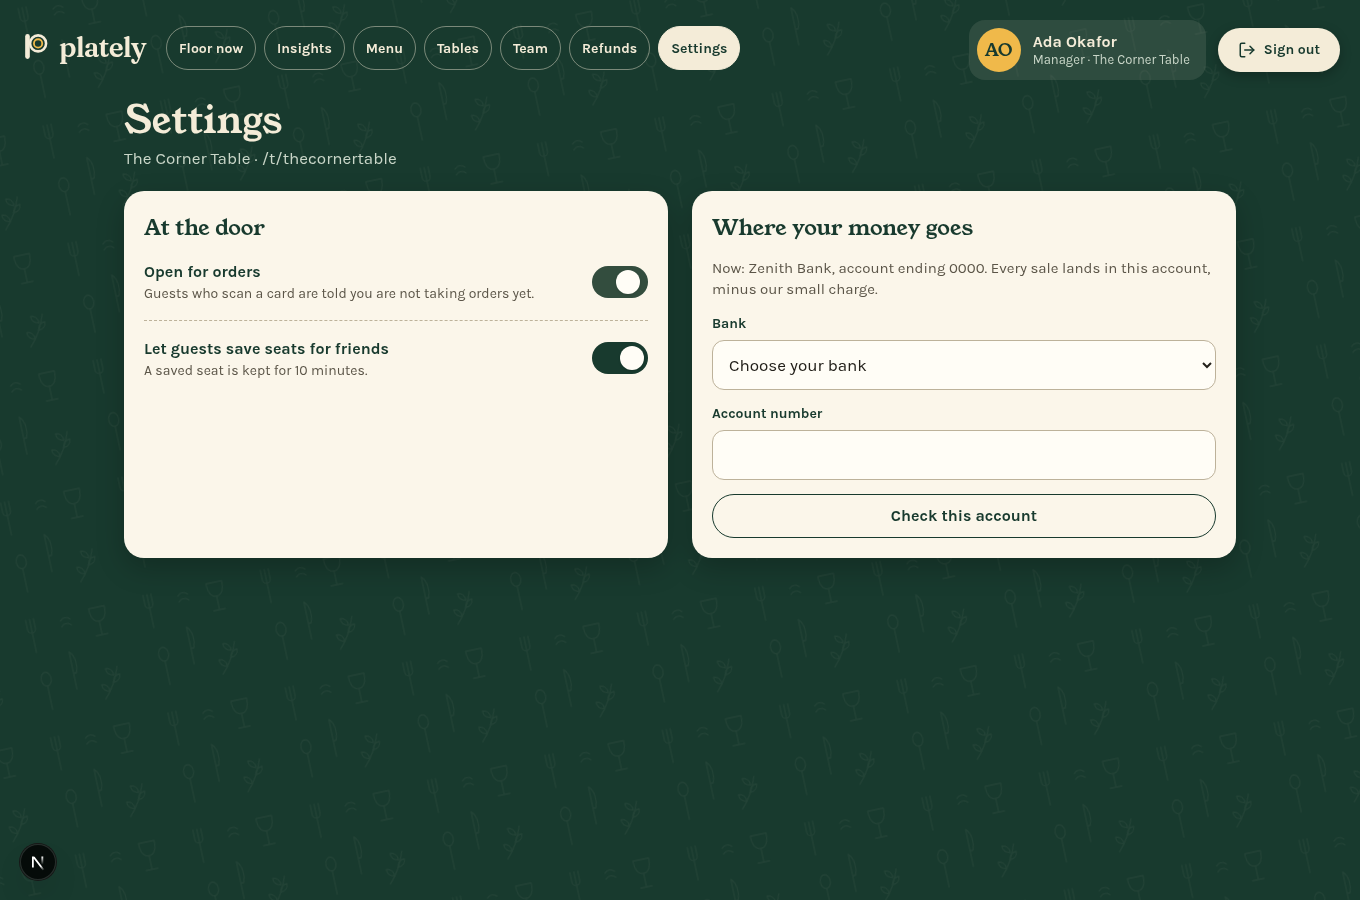 plately
Floor now
Insights
Menu
Tables
Team
Refunds
Settings
AO
Ada Okafor
Manager · The Corner Table
Sign out
Settings
The Corner Table · /t/thecornertable
At the door
Open for orders
Guests who scan a card are told you are not taking orders yet.
Let guests save seats for friends
A saved seat is kept for 10 minutes.
Where your money goes
Now: Zenith Bank, account ending 0000. Every sale lands in this account,
minus our small charge.
Bank
Choose your bank
Account number
Check this account
N